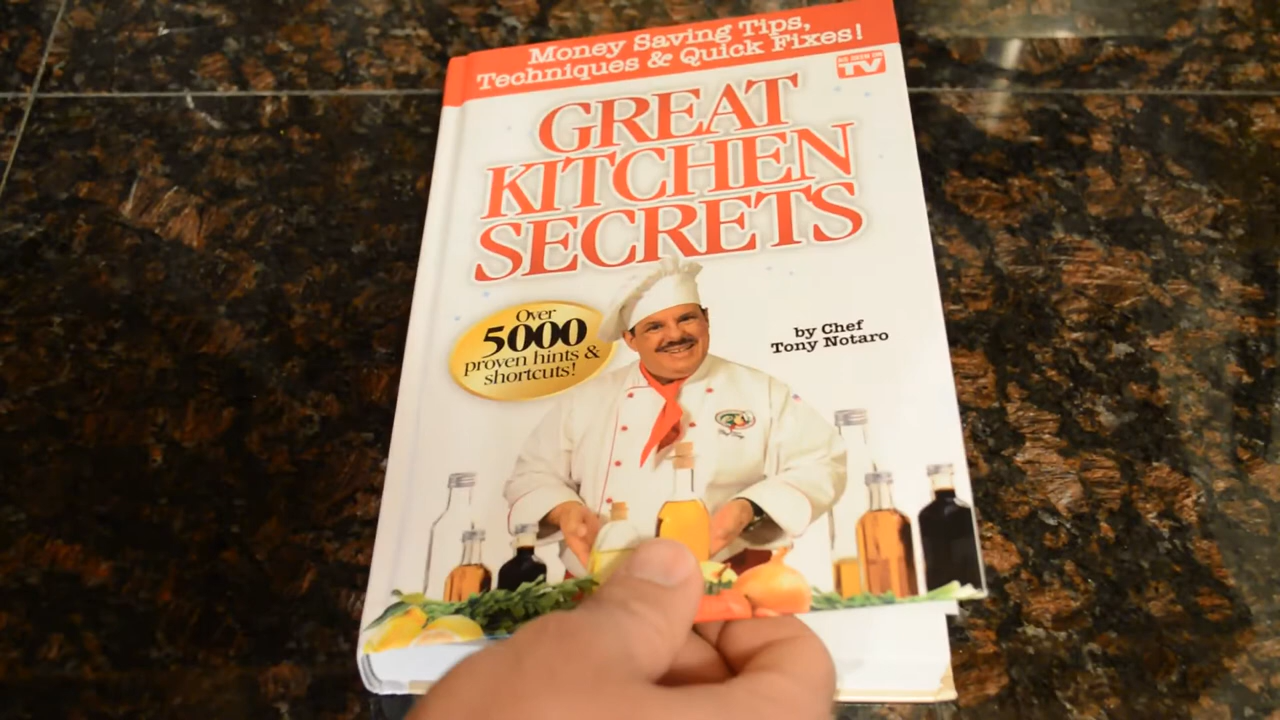 Money Saving Tips,
Techniques & Quick Fixes!
AS SEEN ON
TV
GREAT
KITCHEN
SECRETS
Over
5000
proven hints &
shortcuts!
by Chef
Tony Notaro